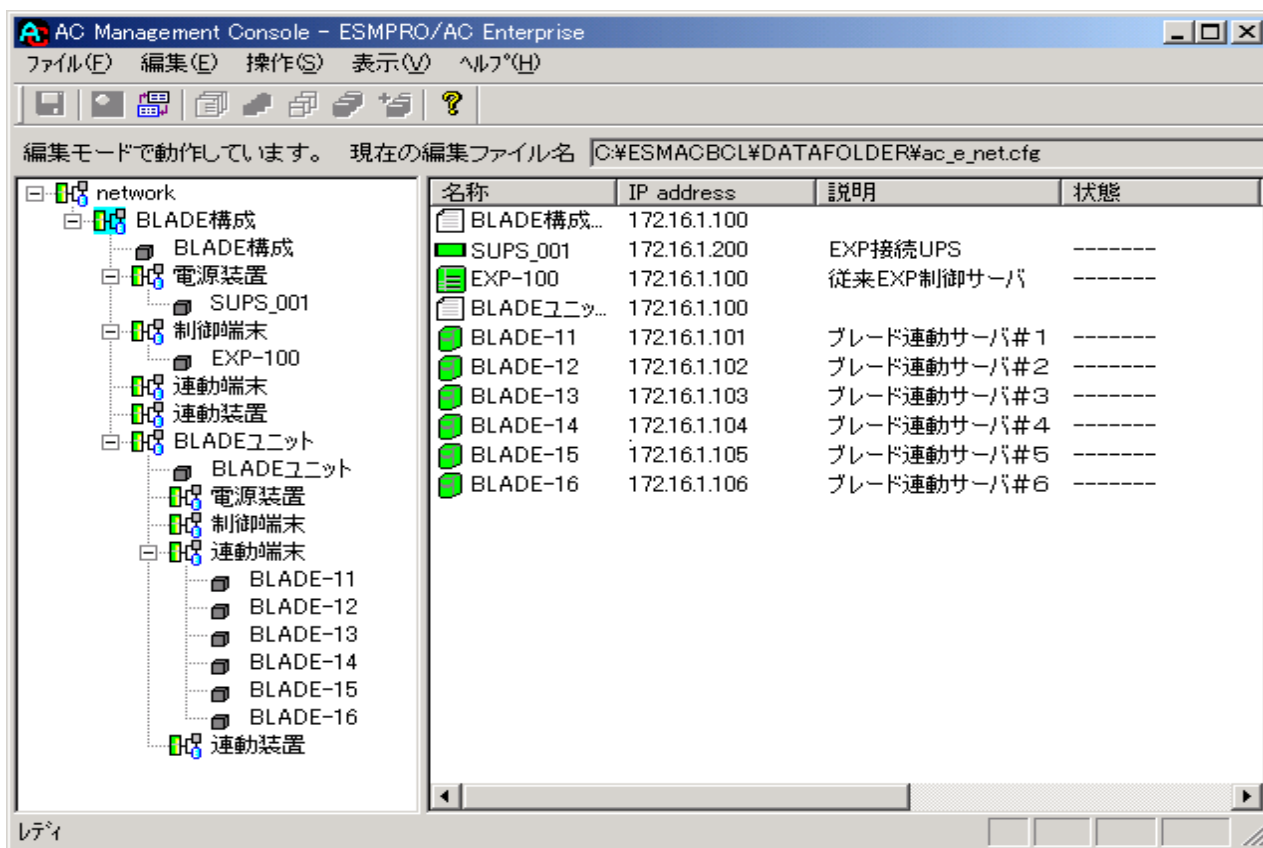 AC Management Console - ESMPRO/AC Enterprise
ファイル(F) 編集(E) 操作(S) 表示(V) ヘルプ(H)
編集モードで動作しています。 現在の編集ファイル名 C:¥ESMACBCL¥DATAFOLDER¥ac_e_net.cfg
network
BLADE構成
BLADE構成
電源装置
SUPS_001
制御端末
EXP-100
連動端末
連動装置
BLADEユニット
BLADEユニット
電源装置
制御端末
連動端末
BLADE-11
BLADE-12
BLADE-13
BLADE-14
BLADE-15
BLADE-16
連動装置
名称 IP address 説明 状態
BLADE構成... 172.16.1.100
SUPS_001 172.16.1.200 EXP接続UPS -------
EXP-100 172.16.1.100 従来EXP制御サーバ -------
BLADEユニッ... 172.16.1.100
BLADE-11 172.16.1.101 ブレード連動サーバ#1 -------
BLADE-12 172.16.1.102 ブレード連動サーバ#2 -------
BLADE-13 172.16.1.103 ブレード連動サーバ#3 -------
BLADE-14 172.16.1.104 ブレード連動サーバ#4 -------
BLADE-15 172.16.1.105 ブレード連動サーバ#5 -------
BLADE-16 172.16.1.106 ブレード連動サーバ#6 -------
レディ